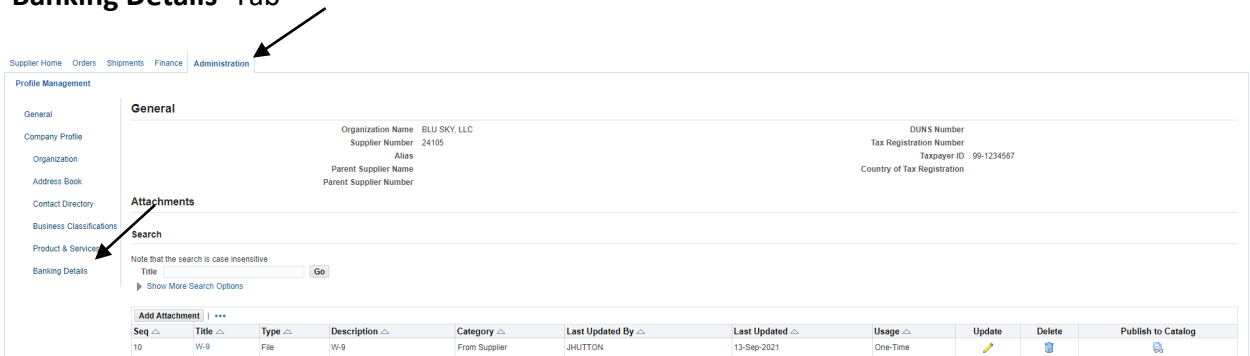 Banking Details Tab
Supplier Home Orders Shipments Finance Administration
Profile Management
General
Company Profile
Organization
Address Book
Contact Directory
Business Classifications
Product & Services
Banking Details
General
Organization Name BLU SKY, LLC
Supplier Number 24105
Alias
Parent Supplier Name
Parent Supplier Number
DUNS Number
Tax Registration Number
Taxpayer ID 99-1234567
Country of Tax Registration
Attachments
Search
Note that the search is case insensitive
Title Go
Show More Search Options
Add Attachment | •••
Seq Title Type Description Category Last Updated By Last Updated Usage Update Delete Publish to Catalog
10 W-9 File W-9 From Supplier JHUTTON 13-Sep-2021 One-Time